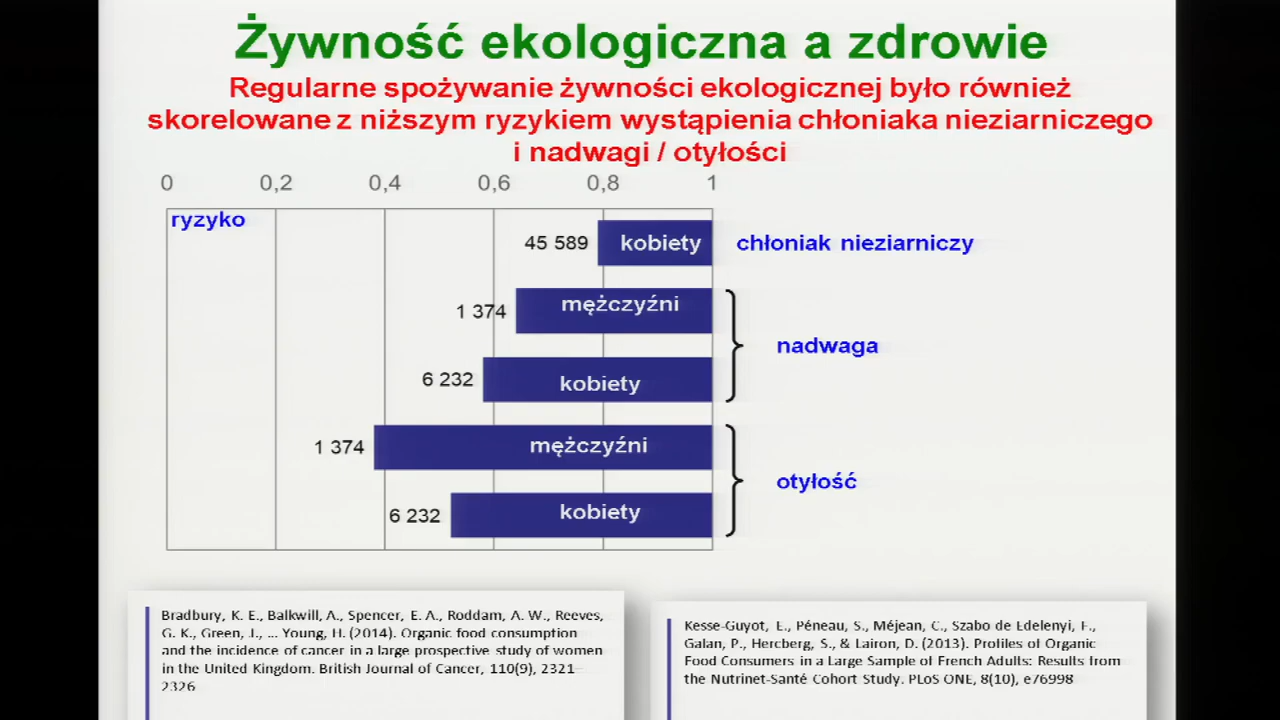 Żywność ekologiczna a zdrowie
Regularne spożywanie żywności ekologicznej było również
skorelowane z niższym ryzykiem wystąpienia chłoniaka nieziarniczego
i nadwagi / otyłości
0 0,2 0,4 0,6 0,8 1
ryzyko
45 589 kobiety chłoniak nieziarniczy
1 374 mężczyźni
nadwaga
6 232 kobiety
1 374 mężczyźni
otyłość
6 232 kobiety
Bradbury, K. E., Balkwill, A., Spencer, E. A., Roddam, A. W., Reeves,
G. K., Green, J., ... Young, H. (2014). Organic food consumption
and the incidence of cancer in a large prospective study of women
in the United Kingdom. British Journal of Cancer, 110(9), 2321–
2326
Kesse-Guyot, E., Péneau, S., Méjean, C., Szabo de Edelenyi, F.,
Galan, P., Hercberg, S., & Lairon, D. (2013). Profiles of Organic
Food Consumers in a Large Sample of French Adults: Results from
the Nutrinet-Santé Cohort Study. PLoS ONE, 8(10), e76998